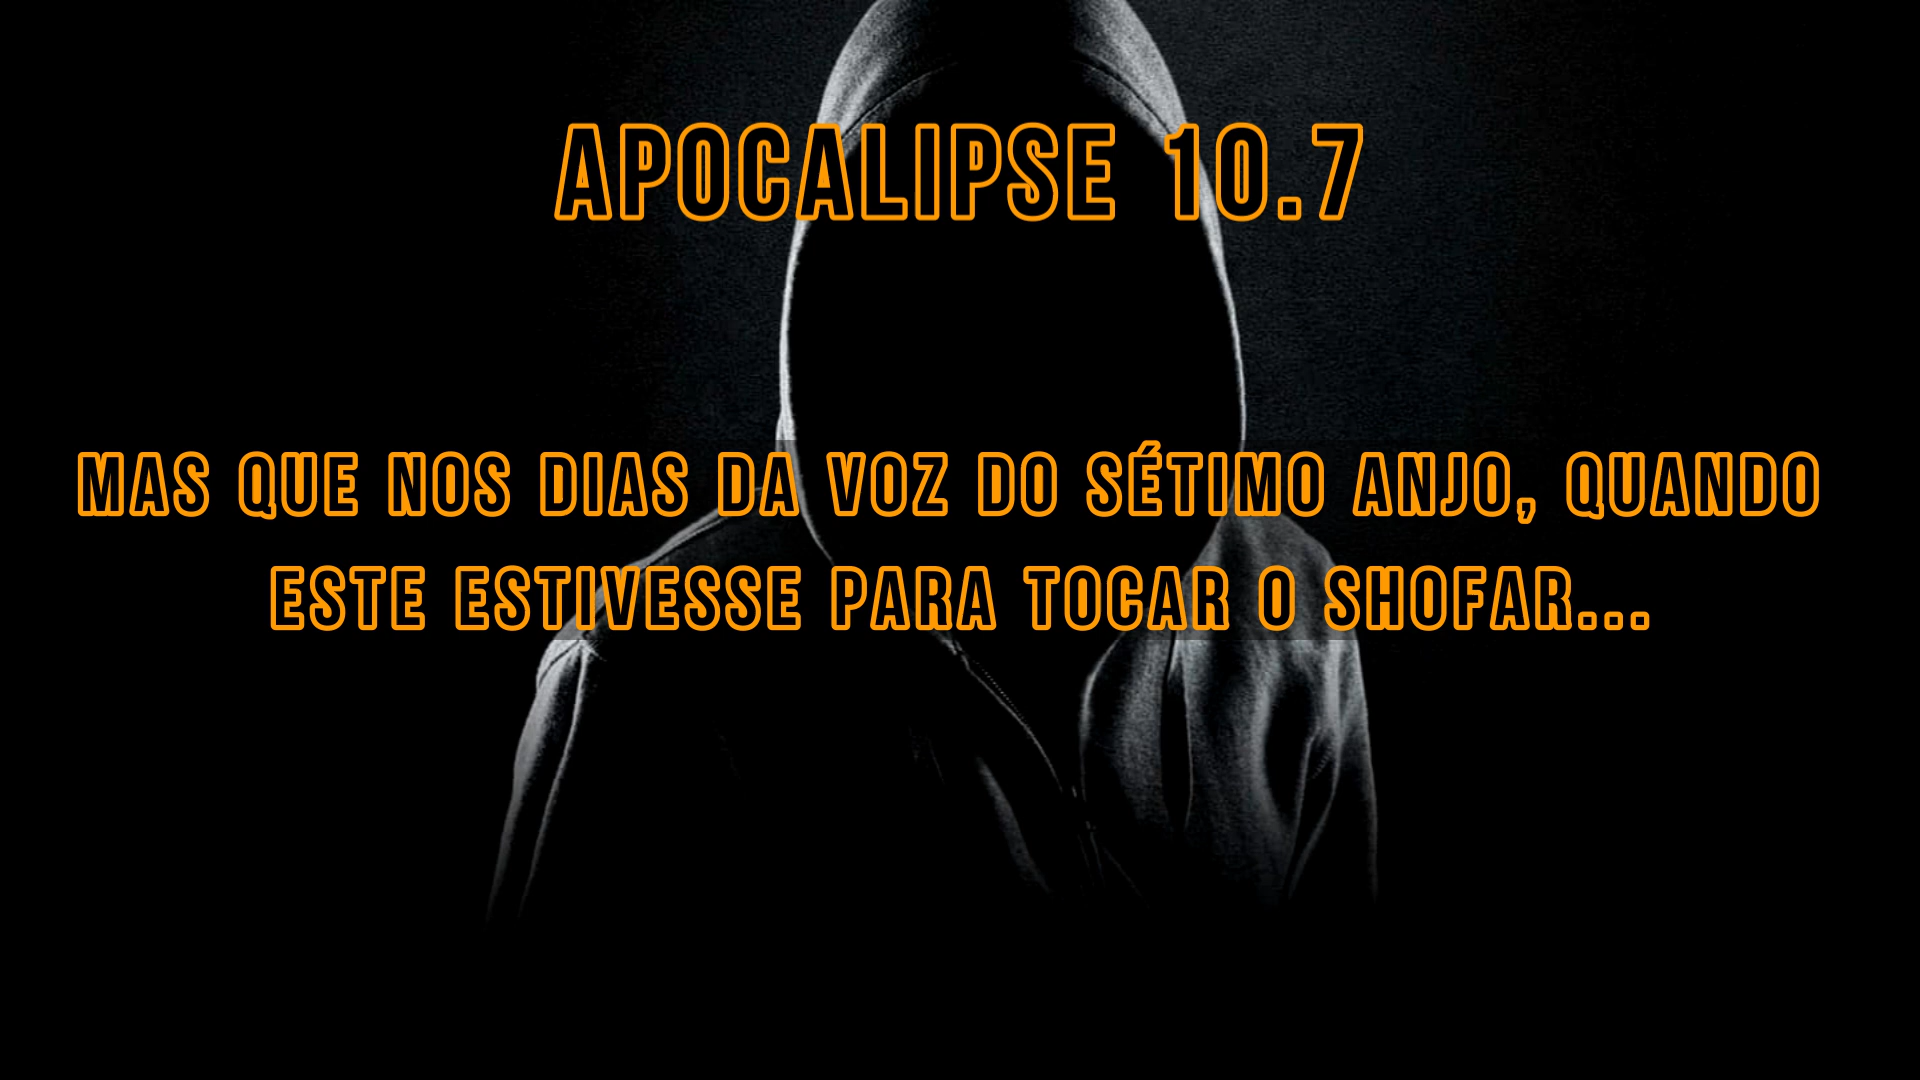 APOCALIPSE 10.7
MAS QUE NOS DIAS DA VOZ DO SÉTIMO ANJO, QUANDO
ESTE ESTIVESSE PARA TOCAR O SHOFAR...